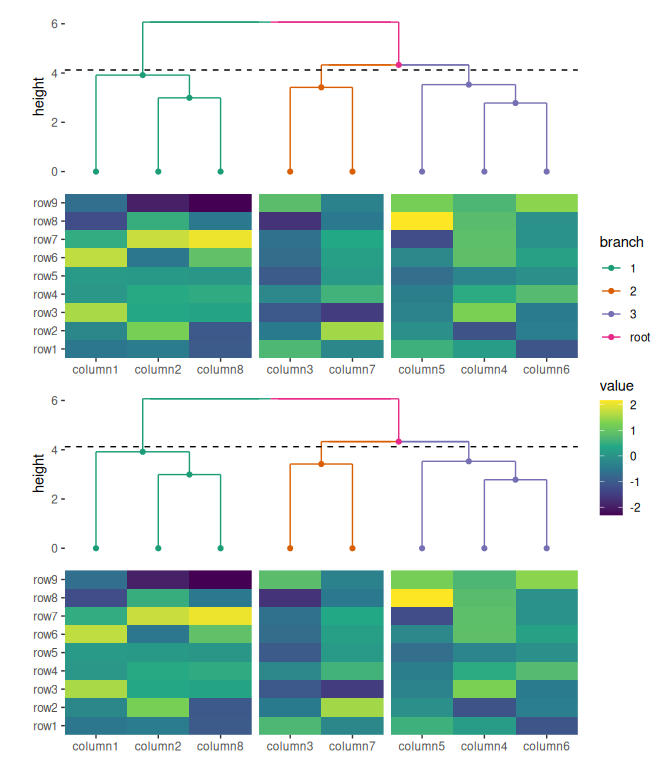 6
4
2
0
height
row9
row8
row7
row6
row5
row4
row3
row2
row1
column1 column2 column8 column3 column7 column5 column4 column6
branch
1
2
3
root
value
2
1
0
-1
-2
6
4
2
0
height
row9
row8
row7
row6
row5
row4
row3
row2
row1
column1 column2 column8 column3 column7 column5 column4 column6